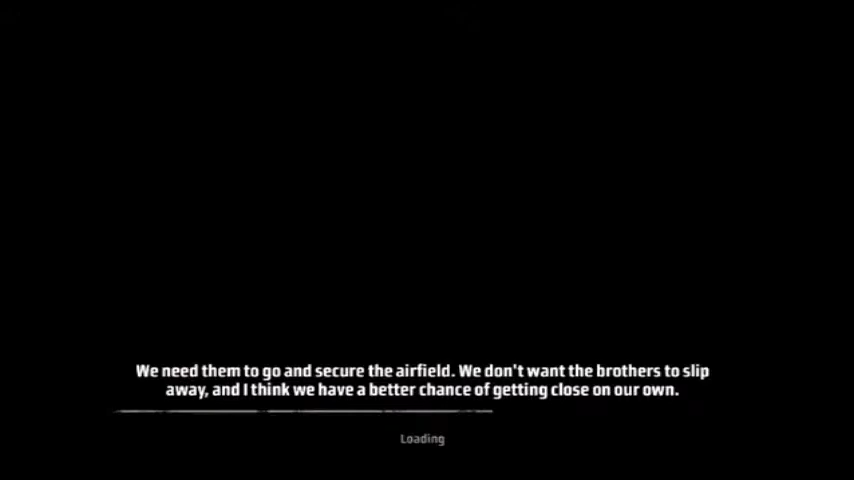 We need them to go and secure the airfield. We don't want the brothers to slip
away, and I think we have a better chance of getting close on our own.
Loading